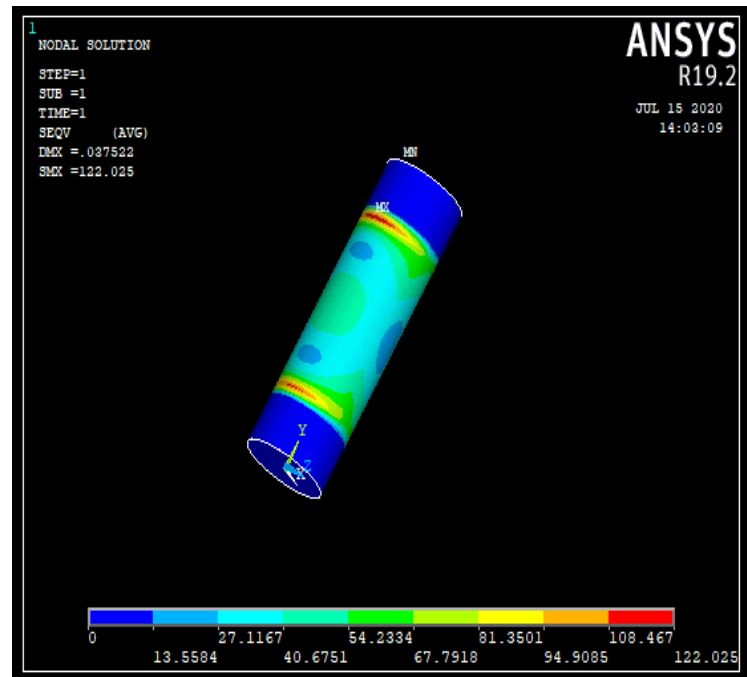 1
NODAL SOLUTION
STEP=1
SUB =1
TIME=1
SEQV (AVG)
DMX =.037522
SMX =122.025
ANSYS
R19.2
JUL 15 2020
14:03:09
MN
MX
Y
Z
X
0 27.1167 54.2334 81.3501 108.467
13.5584 40.6751 67.7918 94.9085 122.025